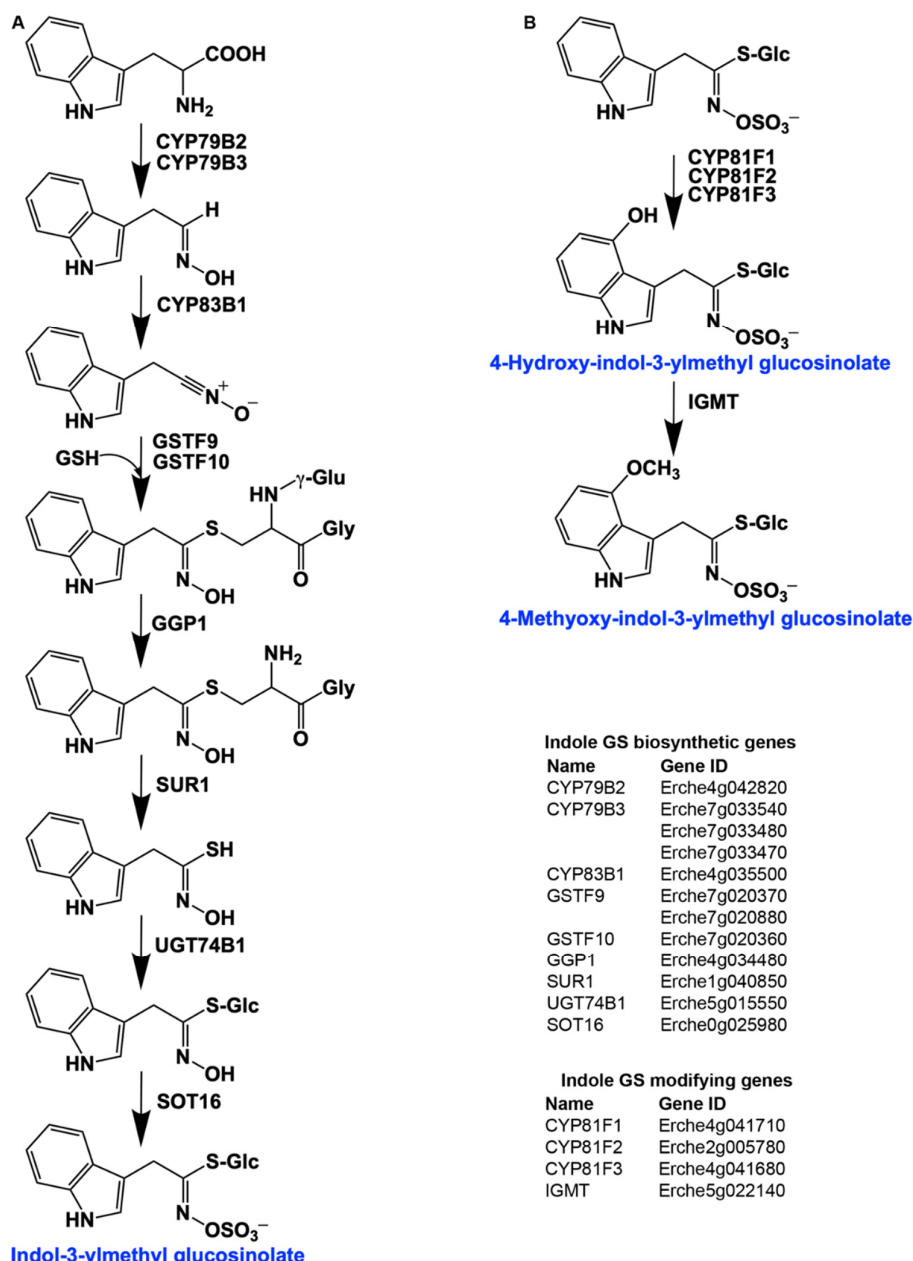 A
COOH
NH2
HN
CYP79B2
CYP79B3
H
N
OH
HN
CYP83B1
N+
O−
HN
GSTF9
GSTF10
GSH
HN
γ-Glu
S
Gly
N
OH
O
HN
GGP1
NH2
S
Gly
N
OH
O
HN
SUR1
SH
N
OH
HN
UGT74B1
S-Glc
N
OH
HN
SOT16
S-Glc
N
OSO3−
HN
Indol-3-ylmethyl glucosinolate
B
S-Glc
N
OSO3−
HN
CYP81F1
CYP81F2
CYP81F3
OH
S-Glc
N
OSO3−
HN
4-Hydroxy-indol-3-ylmethyl glucosinolate
IGMT
OCH3
S-Glc
N
OSO3−
HN
4-Methyoxy-indol-3-ylmethyl glucosinolate
Indole GS biosynthetic genes
Name Gene ID
CYP79B2 Erche4g042820
CYP79B3 Erche7g033540
Erche7g033480
Erche7g033470
CYP83B1 Erche4g035500
GSTF9 Erche7g020370
Erche7g020880
GSTF10 Erche7g020360
GGP1 Erche4g034480
SUR1 Erche1g040850
UGT74B1 Erche5g015550
SOT16 Erche0g025980
Indole GS modifying genes
Name Gene ID
CYP81F1 Erche4g041710
CYP81F2 Erche2g005780
CYP81F3 Erche4g041680
IGMT Erche5g022140